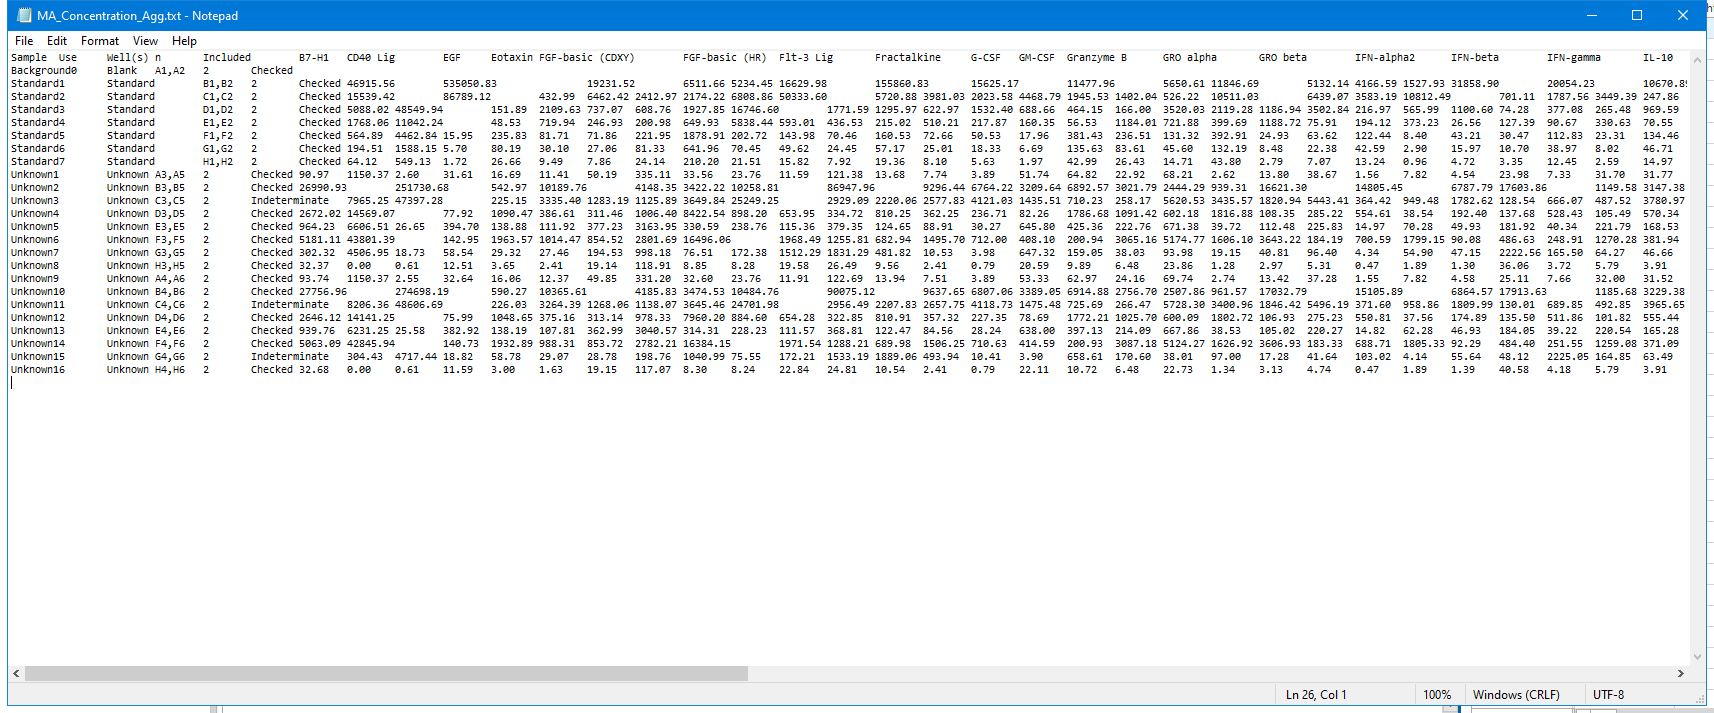 MA_Concentration_Agg.txt - Notepad
File Edit Format View Help
Sample Use Well(s) n Included B7-H1 CD40 Lig EGF Eotaxin FGF-basic (CDXY) FGF-basic (HR) Flt-3 Lig Fractalkine G-CSF GM-CSF Granzyme B GRO alpha GRO beta IFN-alpha2 IFN-beta IFN-gamma IL-10
Background0 Blank A1,A2 2 Checked
Standard1 Standard B1,B2 2 Checked 46915.56 535050.83 19231.52 6511.66 5234.45 16629.98 155860.83 15625.17 11477.96 5650.61 11846.69 5132.14 4166.59 1527.93 31858.90 20054.23 10670.89
Standard2 Standard C1,C2 2 Checked 15539.42 86789.12 432.99 6462.42 2412.97 2174.22 6808.86 50333.60 5720.88 3981.03 2023.58 4468.79 1945.53 1402.04 526.22 10511.03 6439.07 3583.19 10812.49 701.11 1787.56 3449.39 247.86
Standard3 Standard D1,D2 2 Checked 5088.02 48549.94 151.89 2109.63 737.07 608.76 1927.85 16746.60 1771.59 1295.97 622.97 1532.40 688.66 464.15 166.00 3520.03 2119.28 1186.94 3502.84 216.97 565.99 1100.60 74.28 377.08 265.48 969.59
Standard4 Standard E1,E2 2 Checked 1768.06 11042.24 48.53 719.94 246.93 200.98 649.93 5838.44 593.01 436.53 215.02 510.21 217.87 160.35 56.53 1184.01 721.88 399.69 1188.72 75.91 194.12 373.23 26.56 127.39 90.67 330.63 70.55
Standard5 Standard F1,F2 2 Checked 564.89 4462.84 15.95 235.83 81.71 71.86 221.95 1878.91 202.72 143.98 70.46 160.53 72.66 50.53 17.96 381.43 236.51 131.32 392.91 24.93 63.62 122.44 8.40 43.21 30.47 112.83 23.31 134.46
Standard6 Standard G1,G2 2 Checked 194.51 1588.15 5.70 80.19 30.10 27.06 81.33 641.96 70.45 49.62 24.45 57.17 25.01 18.33 6.69 135.63 83.61 45.60 132.19 8.48 22.38 42.59 2.90 15.97 10.70 38.97 8.02 46.71
Standard7 Standard H1,H2 2 Checked 64.12 549.13 1.72 26.66 9.49 7.86 24.14 210.20 21.51 15.82 7.92 19.36 8.10 5.63 1.97 42.99 26.43 14.71 43.80 2.79 7.07 13.24 0.96 4.72 3.35 12.45 2.59 14.97
Unknown1 Unknown A3,A5 2 Checked 90.97 1150.37 2.60 31.61 16.69 11.41 50.19 335.11 33.56 23.76 11.59 121.38 13.68 7.74 3.89 51.74 64.82 22.92 68.21 2.62 13.80 38.67 1.56 7.82 4.54 23.98 7.33 31.70 31.77
Unknown2 Unknown B3,B5 2 Checked 26990.93 251730.68 542.97 10189.76 4148.35 3422.22 10258.81 86947.96 9296.44 6764.22 3209.64 6892.57 3021.79 2444.29 939.31 16621.30 14805.45 6787.79 17603.86 1149.58 3147.38
Unknown3 Unknown C3,C5 2 Indeterminate 7965.25 47397.28 225.15 3335.40 1283.19 1125.89 3649.84 25249.25 2929.09 2220.06 2577.83 4121.03 1435.51 710.23 258.17 5620.53 3435.57 1820.94 5443.41 364.42 949.48 1782.62 128.54 666.07 487.52 3780.97
Unknown4 Unknown D3,D5 2 Checked 2672.02 14569.07 77.92 1090.47 386.61 311.46 1006.40 8422.54 898.20 653.95 334.72 810.25 362.25 236.71 82.26 1786.68 1091.42 602.18 1816.88 108.35 285.22 554.61 38.54 192.40 137.68 528.43 105.49 570.34
Unknown5 Unknown E3,E5 2 Checked 964.23 6606.51 26.65 394.70 138.88 111.92 377.23 3163.95 330.59 238.76 115.36 379.35 124.65 88.91 30.27 645.80 425.36 222.76 671.38 39.72 112.48 225.83 14.97 70.28 49.93 181.92 40.34 221.79 168.53
Unknown6 Unknown F3,F5 2 Checked 5181.11 43801.39 142.95 1963.57 1014.47 854.52 2801.69 16496.06 1968.49 1255.81 682.94 1495.70 712.00 408.10 200.94 3065.16 5174.77 1606.10 3643.22 184.19 700.59 1799.15 90.08 486.63 248.91 1270.28 381.94
Unknown7 Unknown G3,G5 2 Checked 302.32 4506.95 18.73 58.54 29.32 27.46 194.53 998.18 76.51 172.38 1512.29 1831.29 481.82 10.53 3.98 647.32 159.05 38.03 93.98 19.15 40.81 96.40 4.34 54.90 47.15 2222.56 165.50 64.27 46.66
Unknown8 Unknown H3,H5 2 Checked 32.37 0.00 0.61 12.51 3.65 2.41 19.14 118.91 8.85 8.28 19.58 26.49 9.56 2.41 0.79 20.59 9.89 6.48 23.86 1.28 2.97 5.31 0.47 1.89 1.30 36.06 3.72 5.79 3.91
Unknown9 Unknown A4,A6 2 Checked 93.74 1150.37 2.55 32.64 16.06 12.37 49.85 331.20 32.60 23.76 11.91 122.69 13.94 7.51 3.89 53.33 62.97 24.16 69.74 2.74 13.42 37.28 1.55 7.82 4.58 25.11 7.66 32.00 31.52
Unknown10 Unknown B4,B6 2 Checked 27756.96 274698.19 590.27 10365.61 4185.83 3474.53 10484.76 90075.12 9637.65 6807.06 3389.05 6914.88 2756.70 2507.86 961.57 17032.79 15105.89 6864.57 17913.63 1185.68 3229.38
Unknown11 Unknown C4,C6 2 Indeterminate 8206.36 48606.69 226.03 3264.39 1268.06 1138.07 3645.46 24701.98 2956.49 2207.83 2657.75 4118.73 1475.48 725.69 266.47 5728.30 3400.96 1846.42 5496.19 371.60 958.86 1809.99 130.01 689.85 492.85 3965.65
Unknown12 Unknown D4,D6 2 Checked 2646.12 14141.25 75.99 1048.65 375.16 313.14 978.33 7960.20 884.60 654.28 322.85 810.91 357.32 227.35 78.69 1772.21 1025.70 600.09 1802.72 106.93 275.23 550.81 37.56 174.89 135.50 511.86 101.82 555.44
Unknown13 Unknown E4,E6 2 Checked 939.76 6231.25 25.58 382.92 138.19 107.81 362.99 3040.57 314.31 228.23 111.57 368.81 122.47 84.56 28.24 638.00 397.13 214.09 667.86 38.53 105.02 220.27 14.82 62.28 46.93 184.05 39.22 220.54 165.28
Unknown14 Unknown F4,F6 2 Checked 5063.09 42845.94 140.73 1932.89 988.31 853.72 2782.21 16384.15 1971.54 1288.21 689.98 1506.25 710.63 414.59 200.93 3087.18 5124.27 1626.92 3606.93 183.33 688.71 1805.33 92.29 484.40 251.55 1259.08 371.09
Unknown15 Unknown G4,G6 2 Indeterminate 304.43 4717.44 18.82 58.78 29.07 28.78 198.76 1040.99 75.55 172.21 1533.19 1889.06 493.94 10.41 3.90 658.61 170.60 38.01 97.00 17.28 41.64 103.02 4.14 55.64 48.12 2225.05 164.85 63.49
Unknown16 Unknown H4,H6 2 Checked 32.68 0.00 0.61 11.59 3.00 1.63 19.15 117.07 8.30 8.24 22.84 24.81 10.54 2.41 0.79 22.11 10.72 6.48 22.73 1.34 3.13 4.74 0.47 1.89 1.39 40.58 4.18 5.79 3.91
Ln 26, Col 1 100% Windows (CRLF) UTF-8